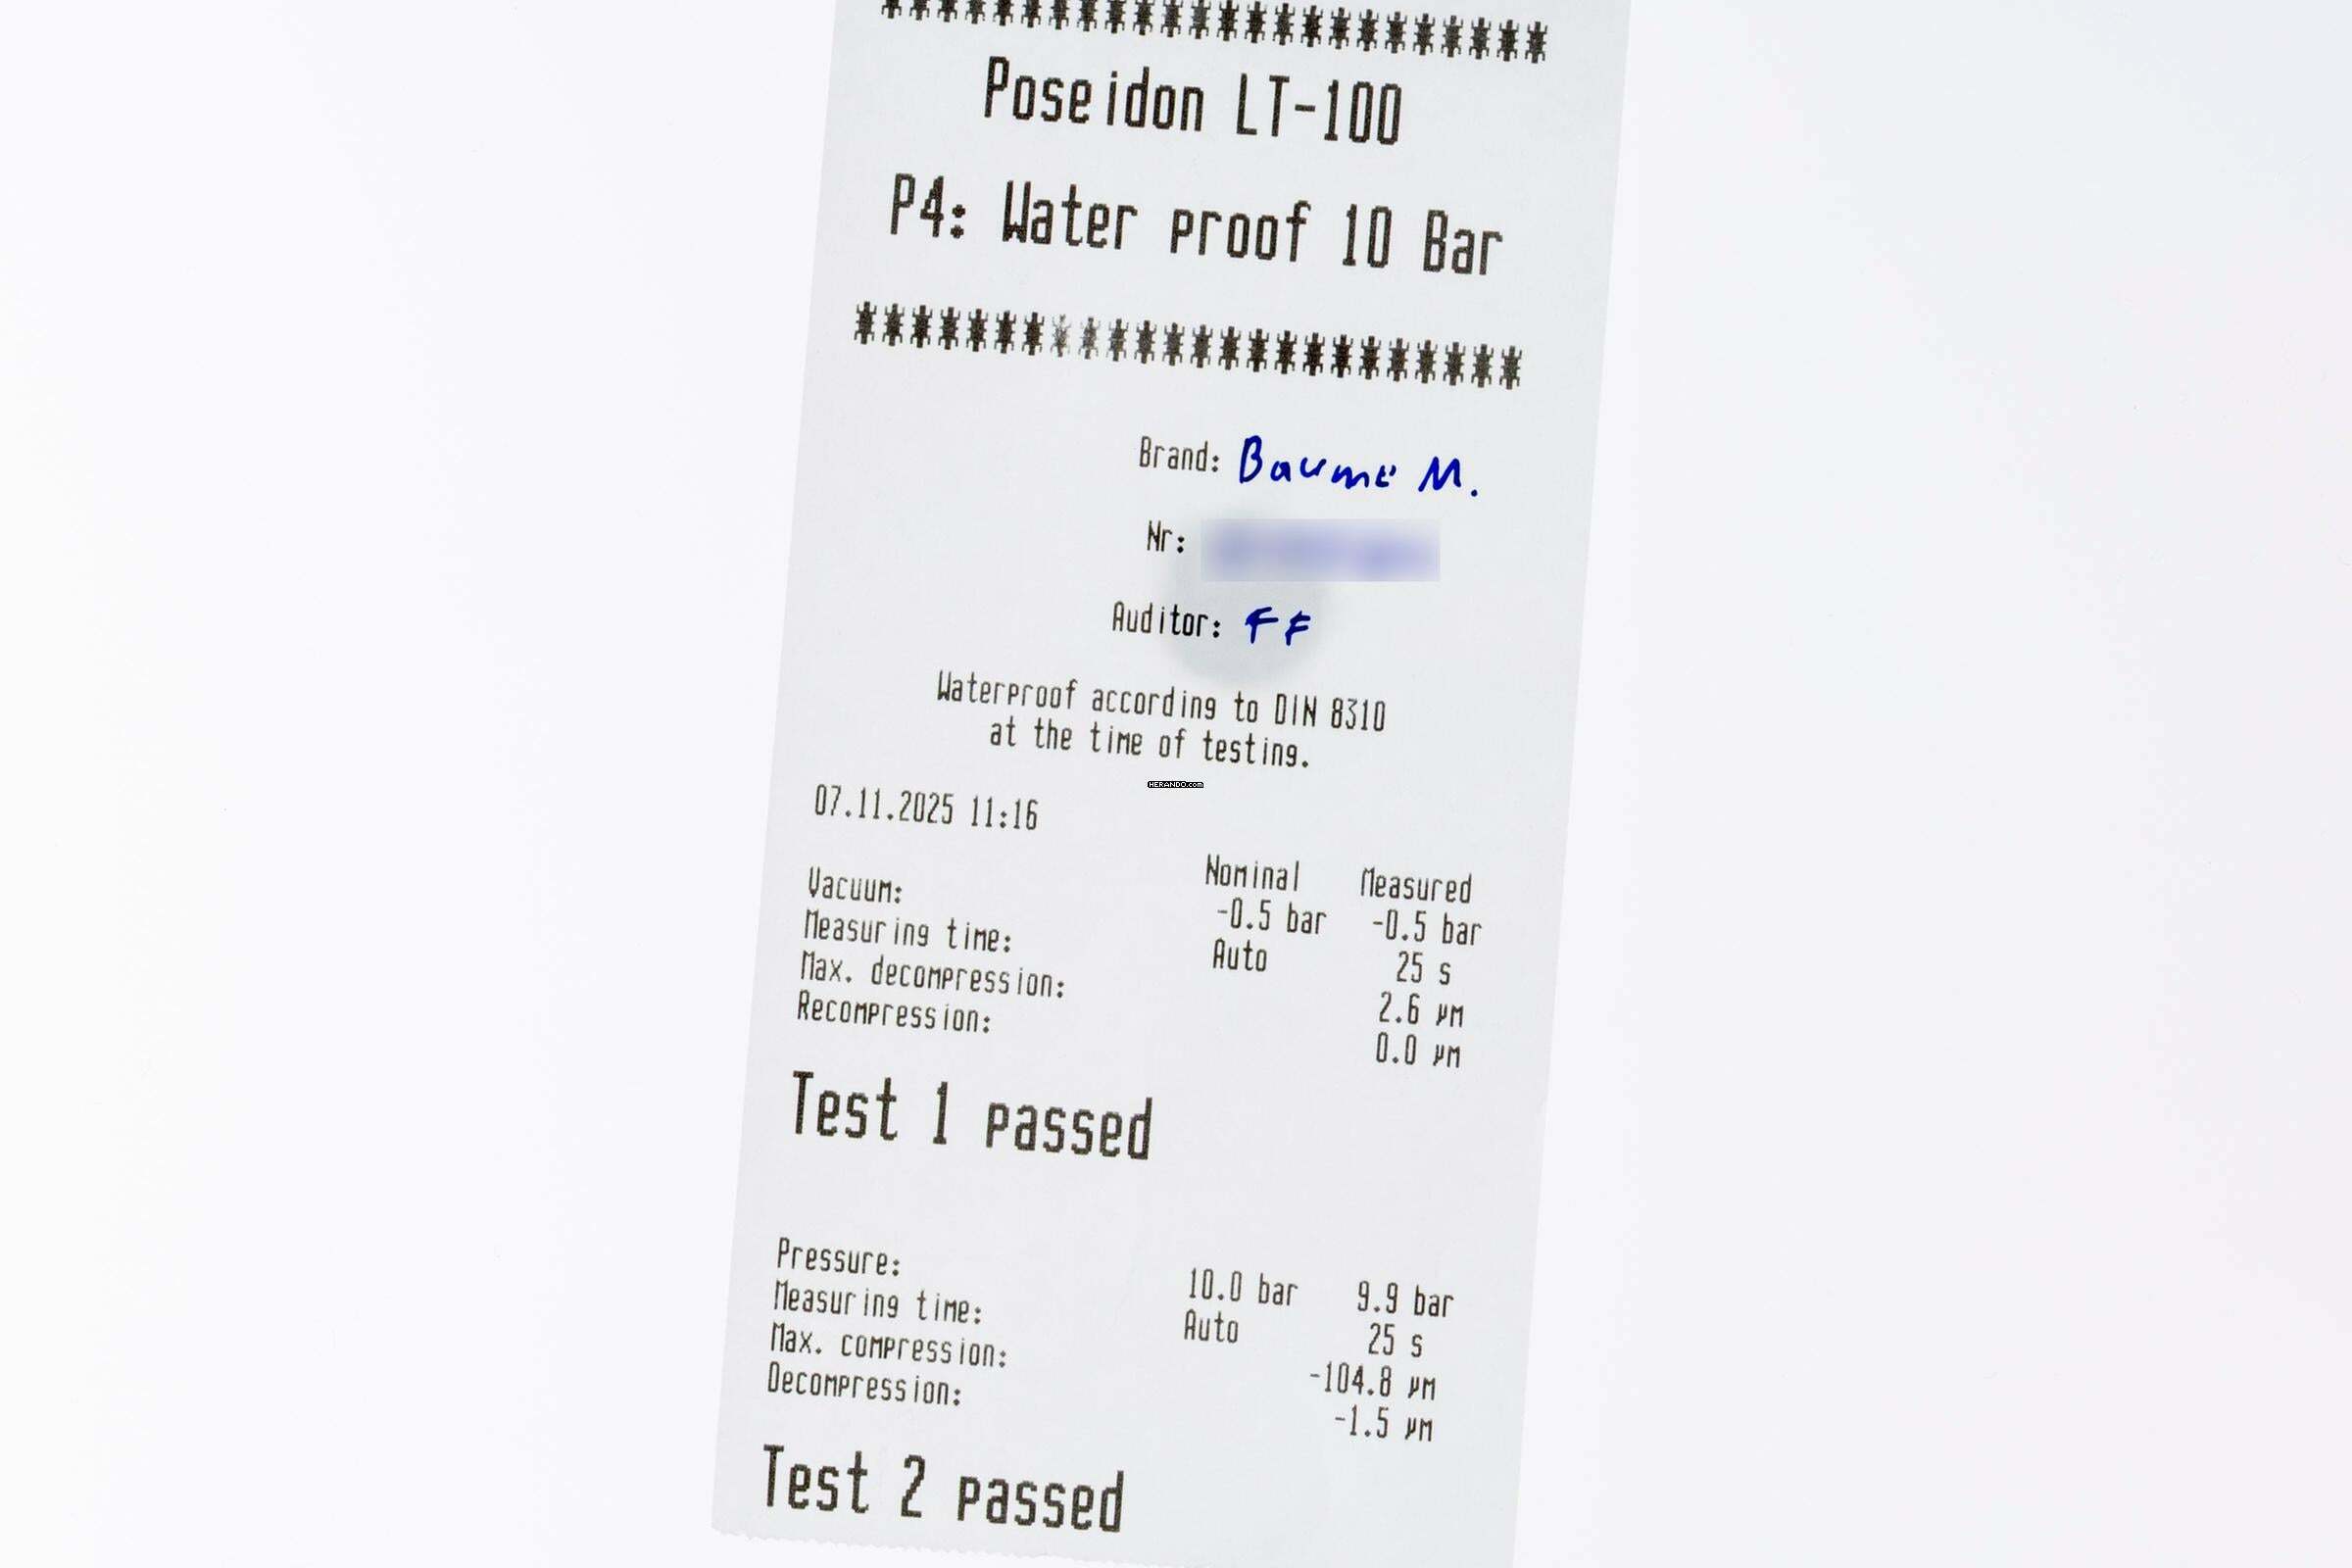 ************************
Poseidon LT-100
P4: Water proof 10 Bar
************************
Brand: Baume M.
Nr:
Auditor: FF
Waterproof according to DIN 8310
at the time of testing.
HERANDO.com
07.11.2025 11:16
Nominal Measured
Vacuum: -0.5 bar -0.5 bar
Measuring time: Auto 25 s
Max. decompression: 2.6 µm
Recompression: 0.0 µm
Test 1 passed
Pressure: 10.0 bar 9.9 bar
Measuring time: Auto 25 s
Max. compression: -104.8 µm
Decompression: -1.5 µm
Test 2 passed